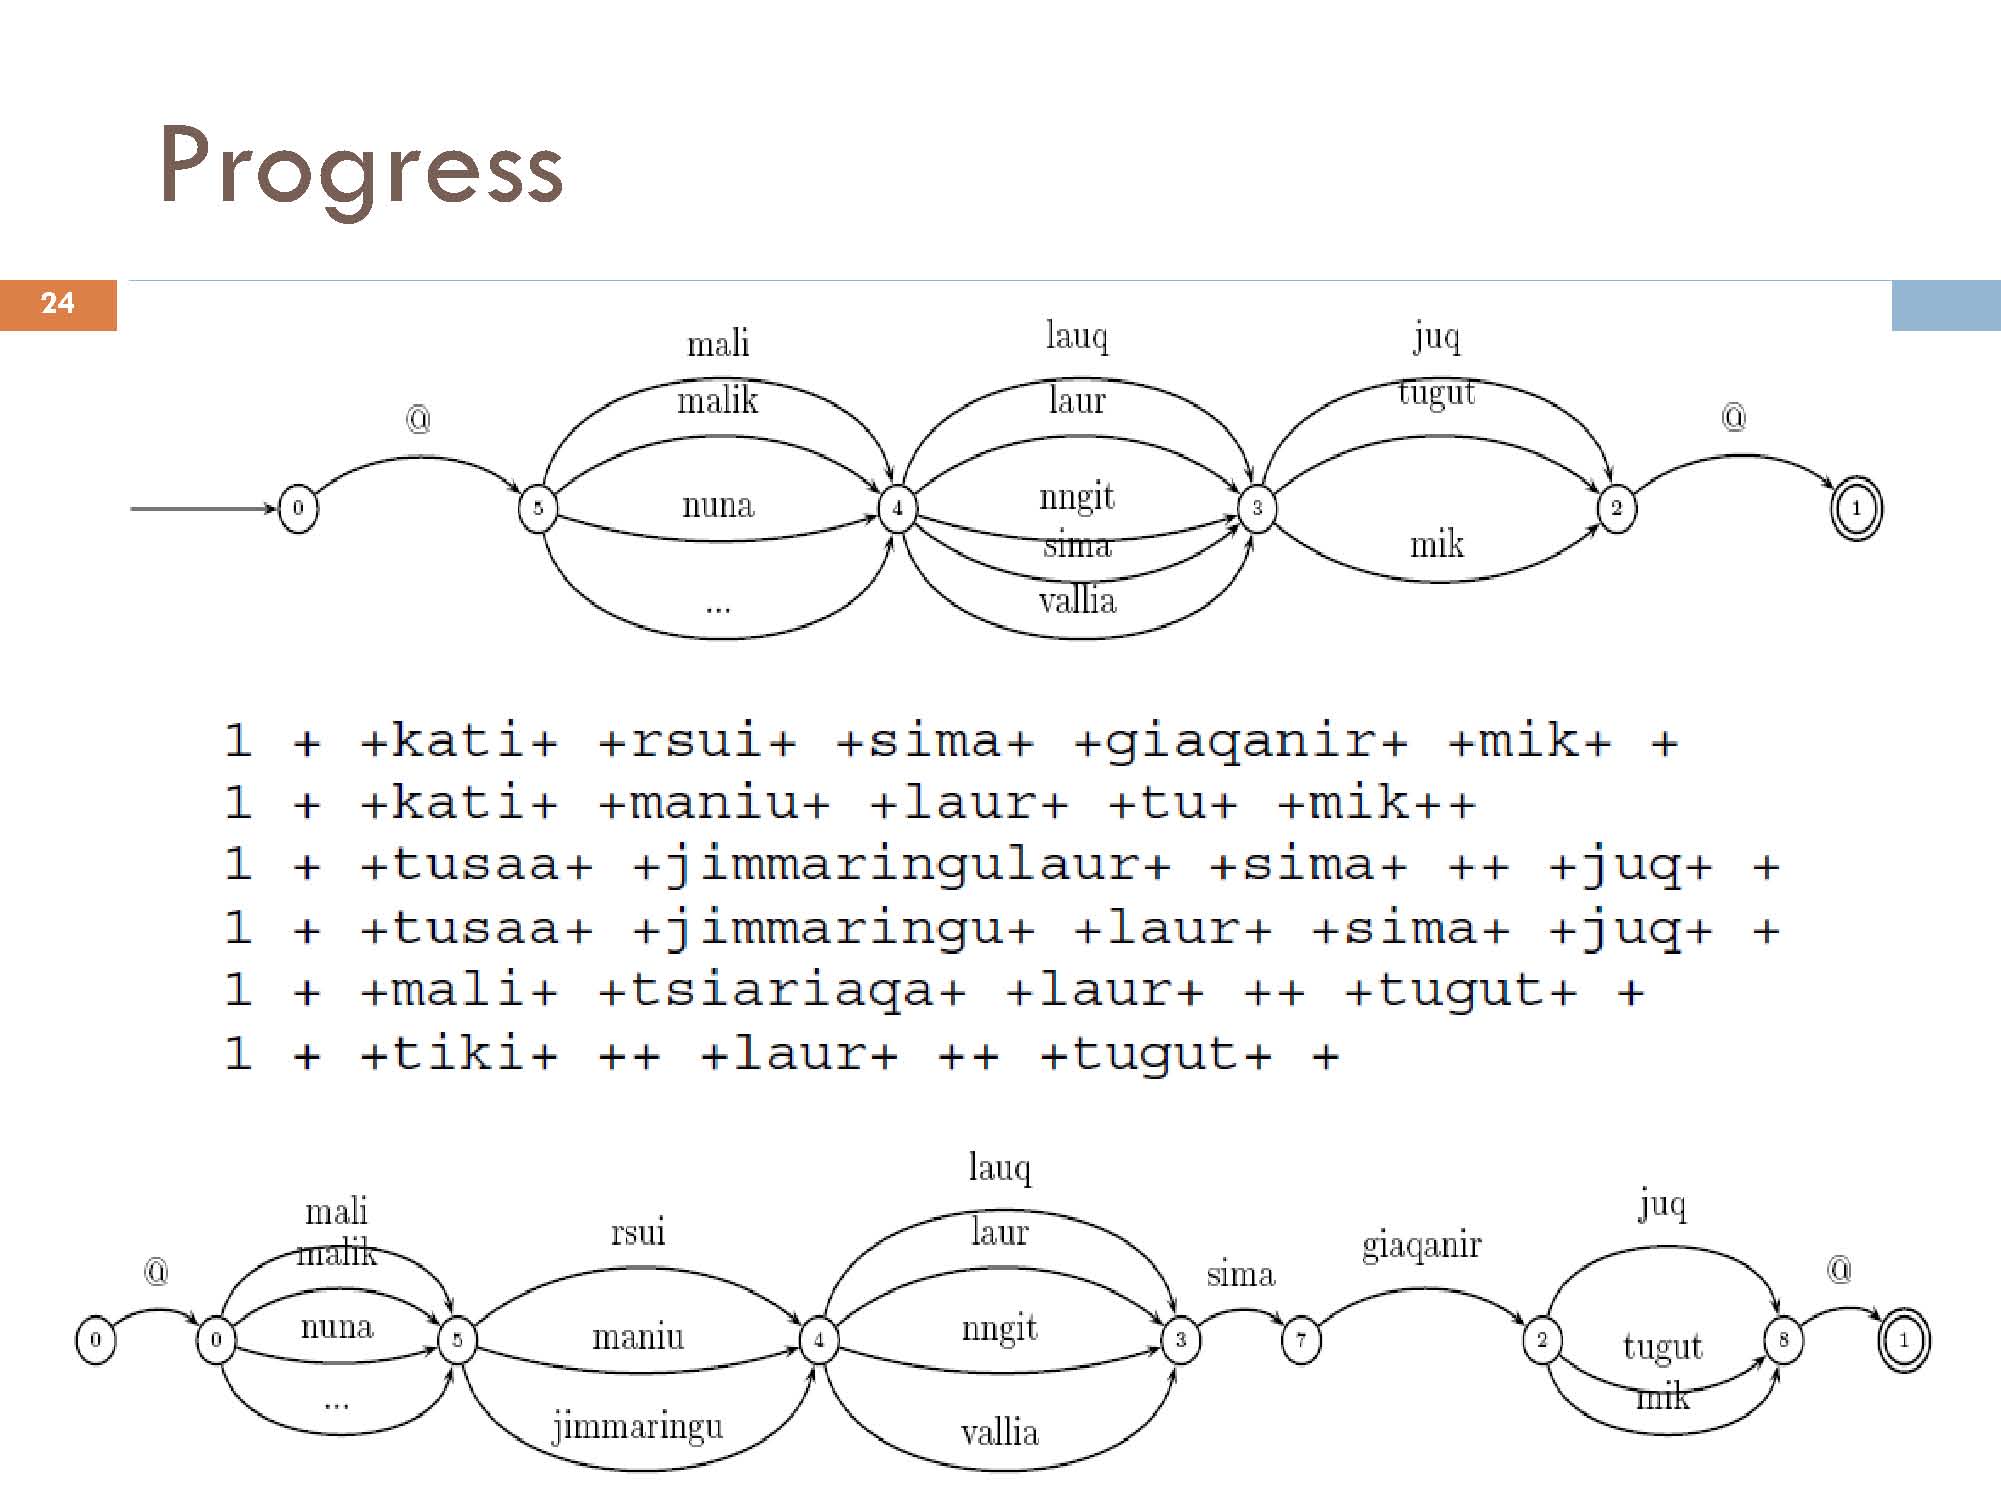 Progress
24
mali lauq juq
@ malik laur tugut @
0 5 nuna 4 nngit 3 2 1
sima mik
... vallia
1 + +kati+ +rsui+ +sima+ +giaqanir+ +mik+ +
1 + +kati+ +maniu+ +laur+ +tu+ +mik++
1 + +tusaa+ +jimmaringulaur+ +sima+ ++ +juq+ +
1 + +tusaa+ +jimmaringu+ +laur+ +sima+ +juq+ +
1 + +mali+ +tsiariaqa+ +laur+ ++ +tugut+ +
1 + +tiki+ ++ +laur+ ++ +tugut+ +
lauq
mali juq
malik rsui laur giaqanir
@ sima @
0 0 nuna 5 maniu 4 nngit 3 7 2 tugut 8 1
... mik
jimmaringu vallia